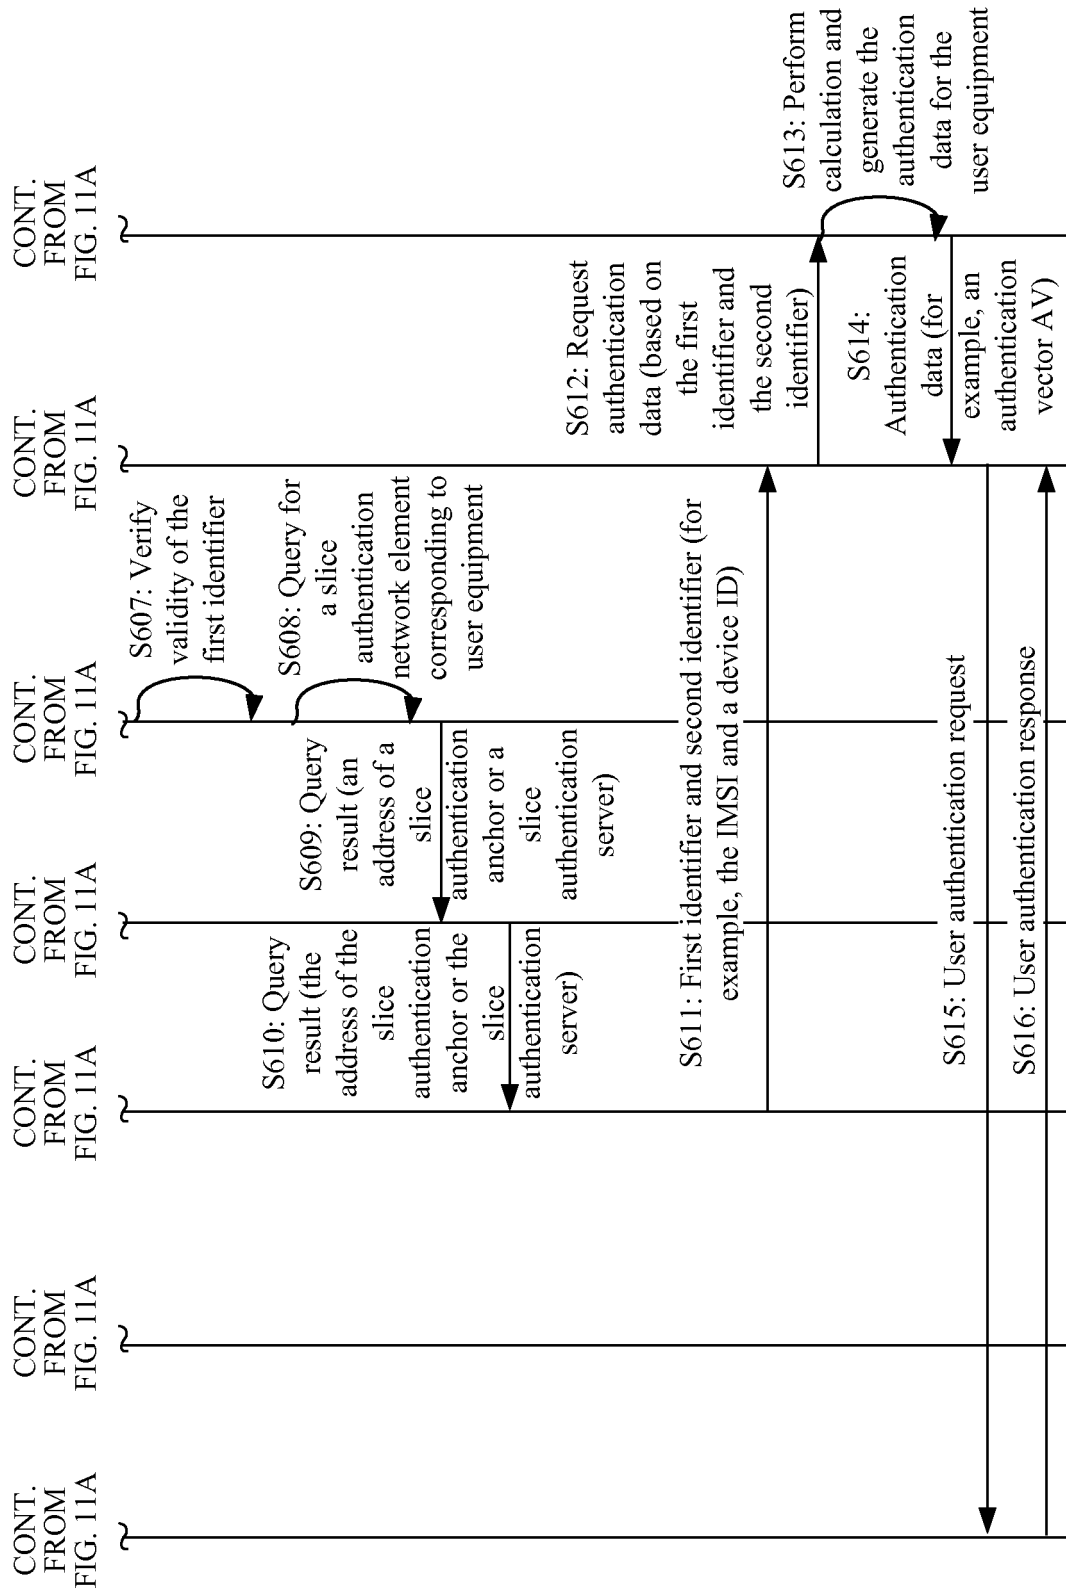 CONT.
FROM
FIG. 11A
CONT.
FROM
FIG. 11A
CONT.
FROM
FIG. 11A
CONT.
FROM
FIG. 11A
CONT.
FROM
FIG. 11A
CONT.
FROM
FIG. 11A
CONT.
FROM
FIG. 11A
S607: Verify
validity of the
first identifier
S608: Query for
a slice
authentication
network element
corresponding to
user equipment
S609: Query
result (an
address of a
slice
authentication
anchor or a
slice
authentication
server)
S610: Query
result (the
address of the
slice
authentication
anchor or the
slice
authentication
server)
S611: First identifier and second identifier (for
example, the IMSI and a device ID)
S612: Request
authentication
data (based on
the first
identifier and
the second
identifier)
S613: Perform
calculation and
generate the
authentication
data for the
user equipment
S614:
Authentication
data (for
example, an
authentication
vector AV)
S615: User authentication request
S616: User authentication response